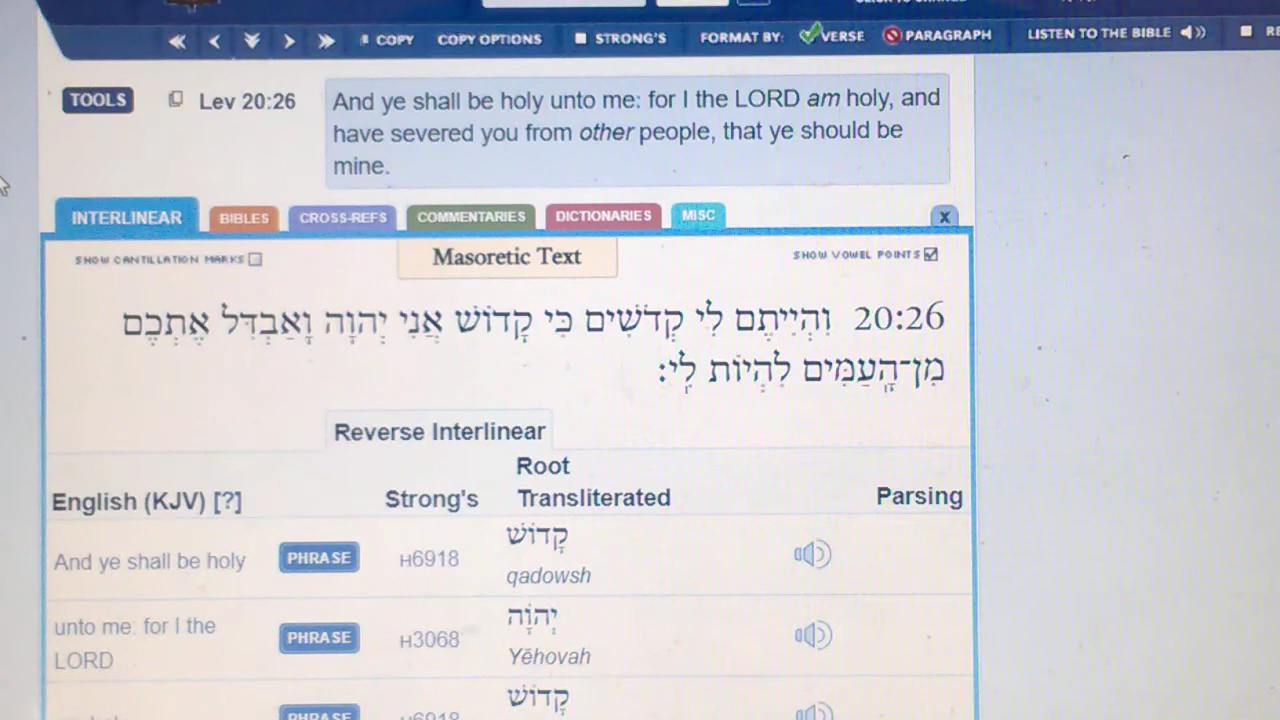 COPY COPY OPTIONS STRONG'S FORMAT BY: VERSE PARAGRAPH LISTEN TO THE BIBLE
TOOLS Lev 20:26 And ye shall be holy unto me: for I the LORD am holy, and
have severed you from other people, that ye should be
mine.
INTERLINEAR BIBLES CROSS-REFS COMMENTARIES DICTIONARIES MISC X
SHOW CANTILLATION MARKS Masoretic Text SHOW VOWEL POINTS
20:26 וִהְיִיתֶם לִי קְדֹשִׁים כִּי קָדוֹשׁ אֲנִי יְהוָה וָאַבְדִּל אֶתְכֶם
מִן־הָעַמִּים לִהְיוֹת לִי׃
Reverse Interlinear
English (KJV) [?] Strong's Root Transliterated Parsing
And ye shall be holy PHRASE H6918 קָדוֹשׁ
qadowsh
unto me: for I the LORD PHRASE H3068 יְהֹוָה
Yĕhovah
PHRASE H6918 קָדוֹשׁ